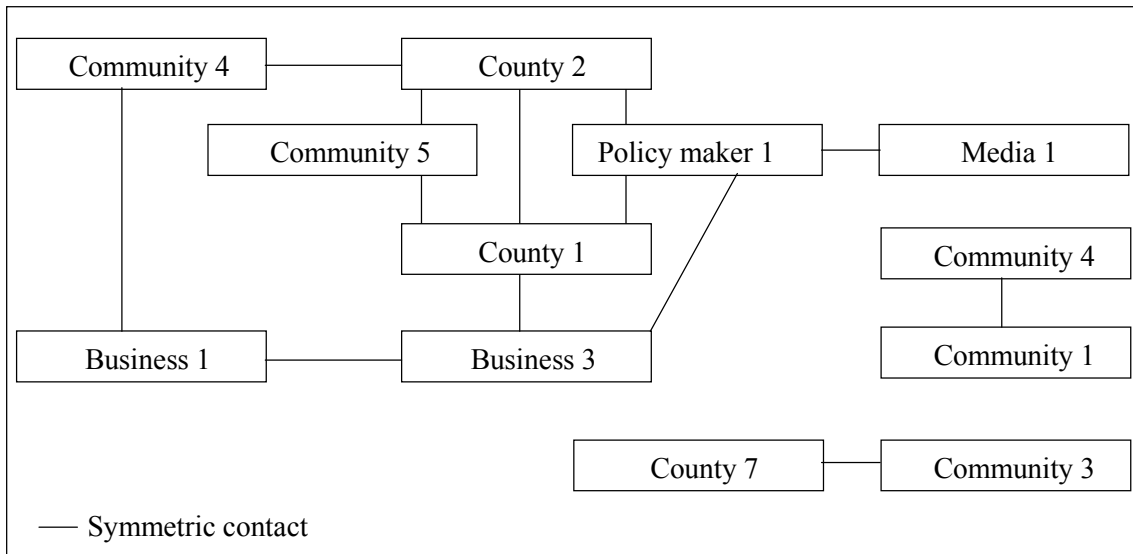 Community 4
County 2
Community 5
Policy maker 1
Media 1
County 1
Community 4
Business 1
Business 3
Community 1
County 7
Community 3
Symmetric contact